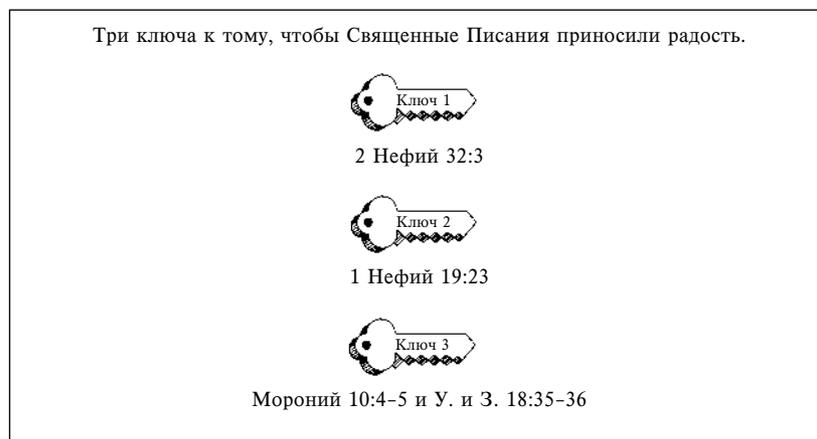 Три ключа к тому, чтобы Священные Писания приносили радость.
Ключ 1
2 Нефий 32:3
Ключ 2
1 Нефий 19:23
Ключ 3
Мороний 10:4–5 и У. и З. 18:35–36